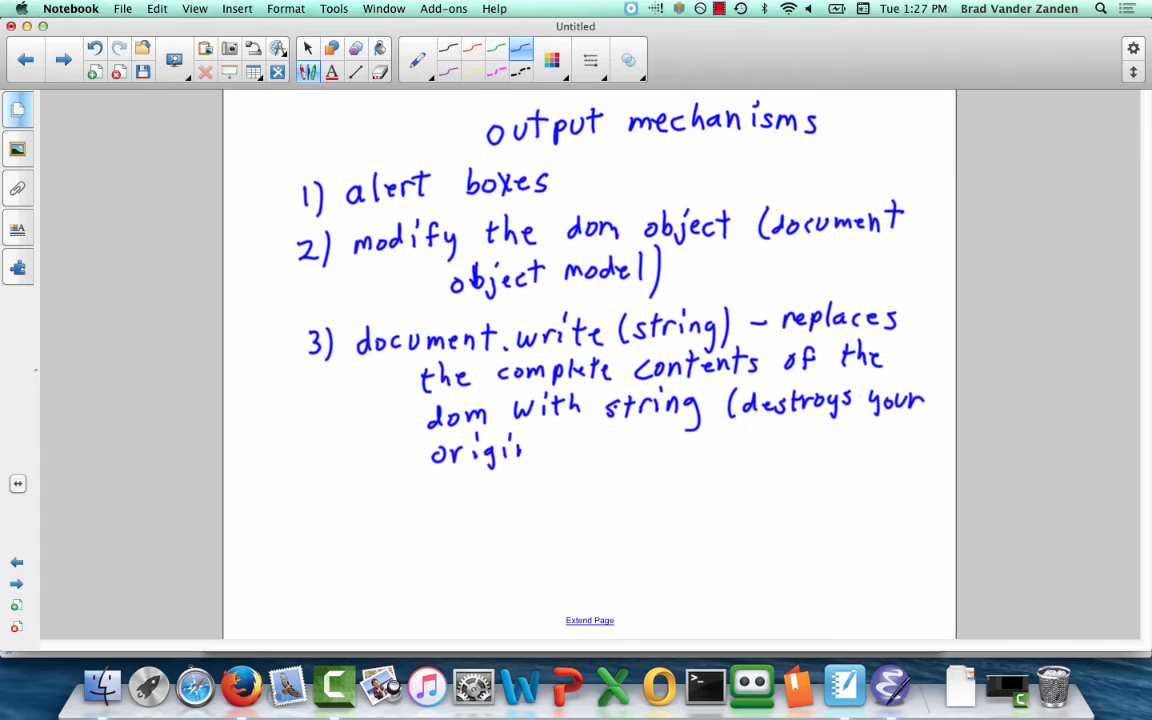 Notebook File Edit View Insert Format Tools Window Add-ons Help Tue 1:27 PM Brad Vander Zanden
Untitled
output mechanisms
1) alert boxes
2) modify the dom object (document
object model)
3) document.write (string) – replaces
the complete contents of the
dom with string (destroys your
origi
Extend Page